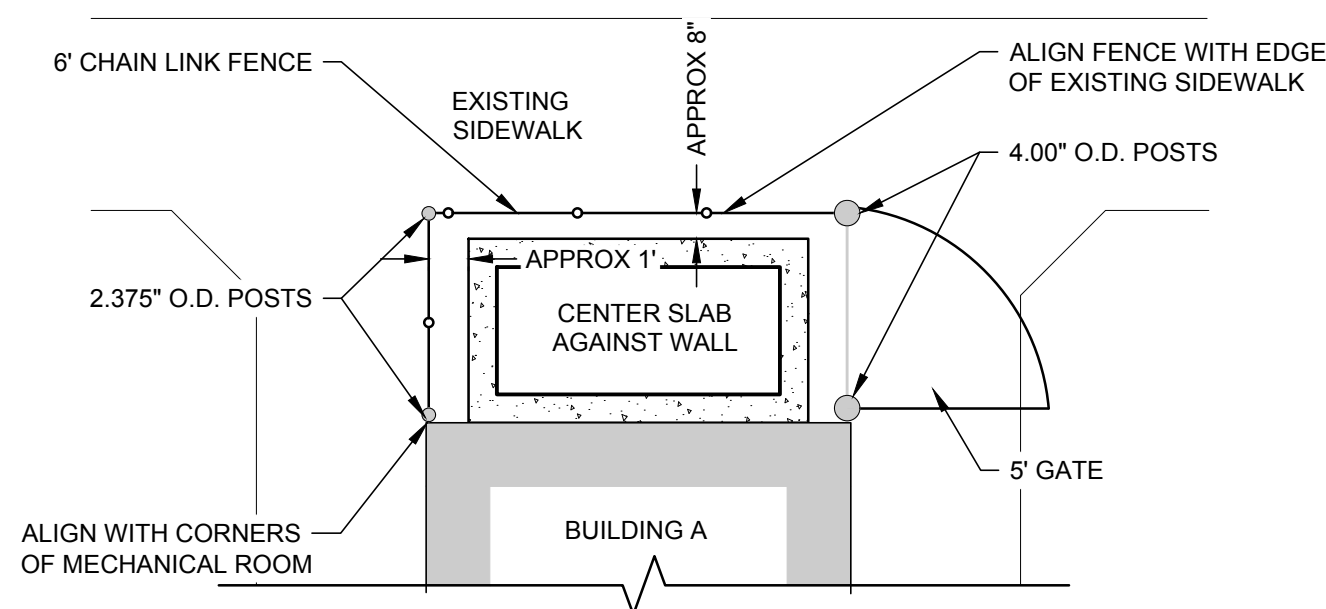 6' CHAIN LINK FENCE
EXISTING
SIDEWALK
APPROX 8"
ALIGN FENCE WITH EDGE
OF EXISTING SIDEWALK
4.00" O.D. POSTS
2.375" O.D. POSTS
APPROX 1'
CENTER SLAB
AGAINST WALL
5' GATE
ALIGN WITH CORNERS
OF MECHANICAL ROOM
BUILDING A